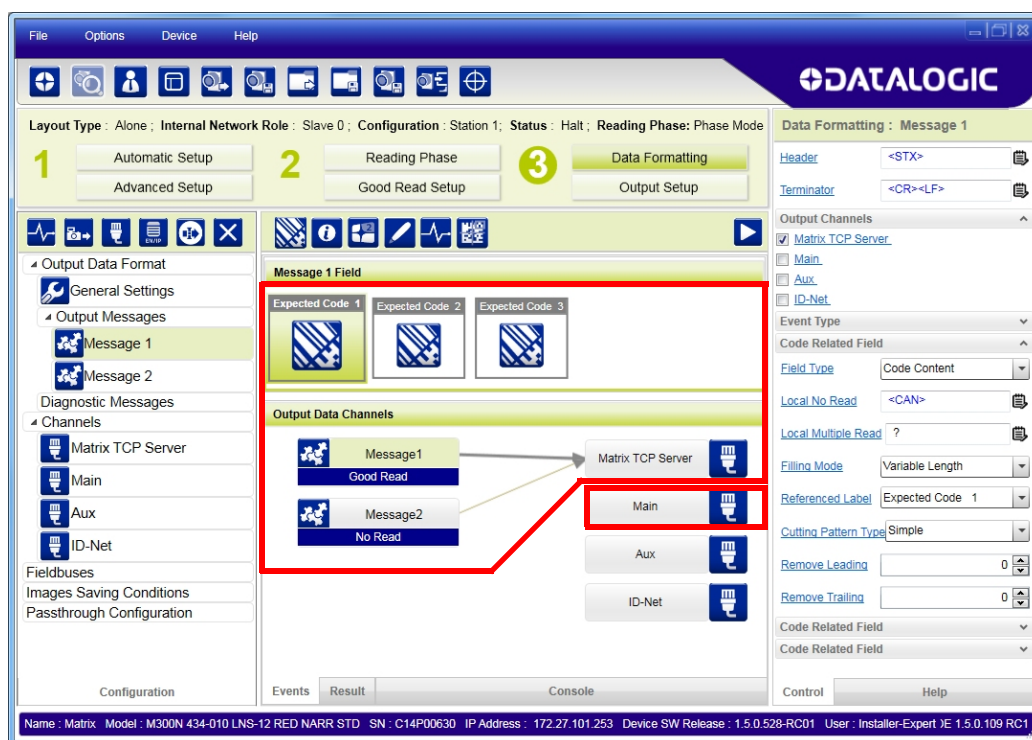 File Options Device Help
DATALOGIC
Layout Type : Alone ; Internal Network Role : Slave 0 ; Configuration : Station 1; Status : Halt ; Reading Phase: Phase Mode
1
Automatic Setup
Advanced Setup
2
Reading Phase
Good Read Setup
3
Data Formatting
Output Setup
EN/IP
Output Data Format
General Settings
Output Messages
Message 1
Message 2
Diagnostic Messages
Channels
Matrix TCP Server
Main
Aux
ID-Net
Fieldbuses
Images Saving Conditions
Passthrough Configuration
Configuration
Message 1 Field
Expected Code 1
Expected Code 2
Expected Code 3
Output Data Channels
Message1
Good Read
Message2
No Read
Matrix TCP Server
Main
Aux
ID-Net
Events Result Console
Data Formatting : Message 1
Header <STX>
Terminator <CR><LF>
Output Channels
Matrix TCP Server
Main
Aux
ID-Net
Event Type
Code Related Field
Field Type Code Content
Local No Read <CAN>
Local Multiple Read ?
Filling Mode Variable Length
Referenced Label Expected Code 1
Cutting Pattern Type Simple
Remove Leading 0
Remove Trailing 0
Code Related Field
Code Related Field
Control Help
Name : Matrix Model : M300N 434-010 LNS-12 RED NARR STD SN : C14P00630 IP Address : 172.27.101.253 Device SW Release : 1.5.0.528-RC01 User : Installer-Expert )E 1.5.0.109 RC1